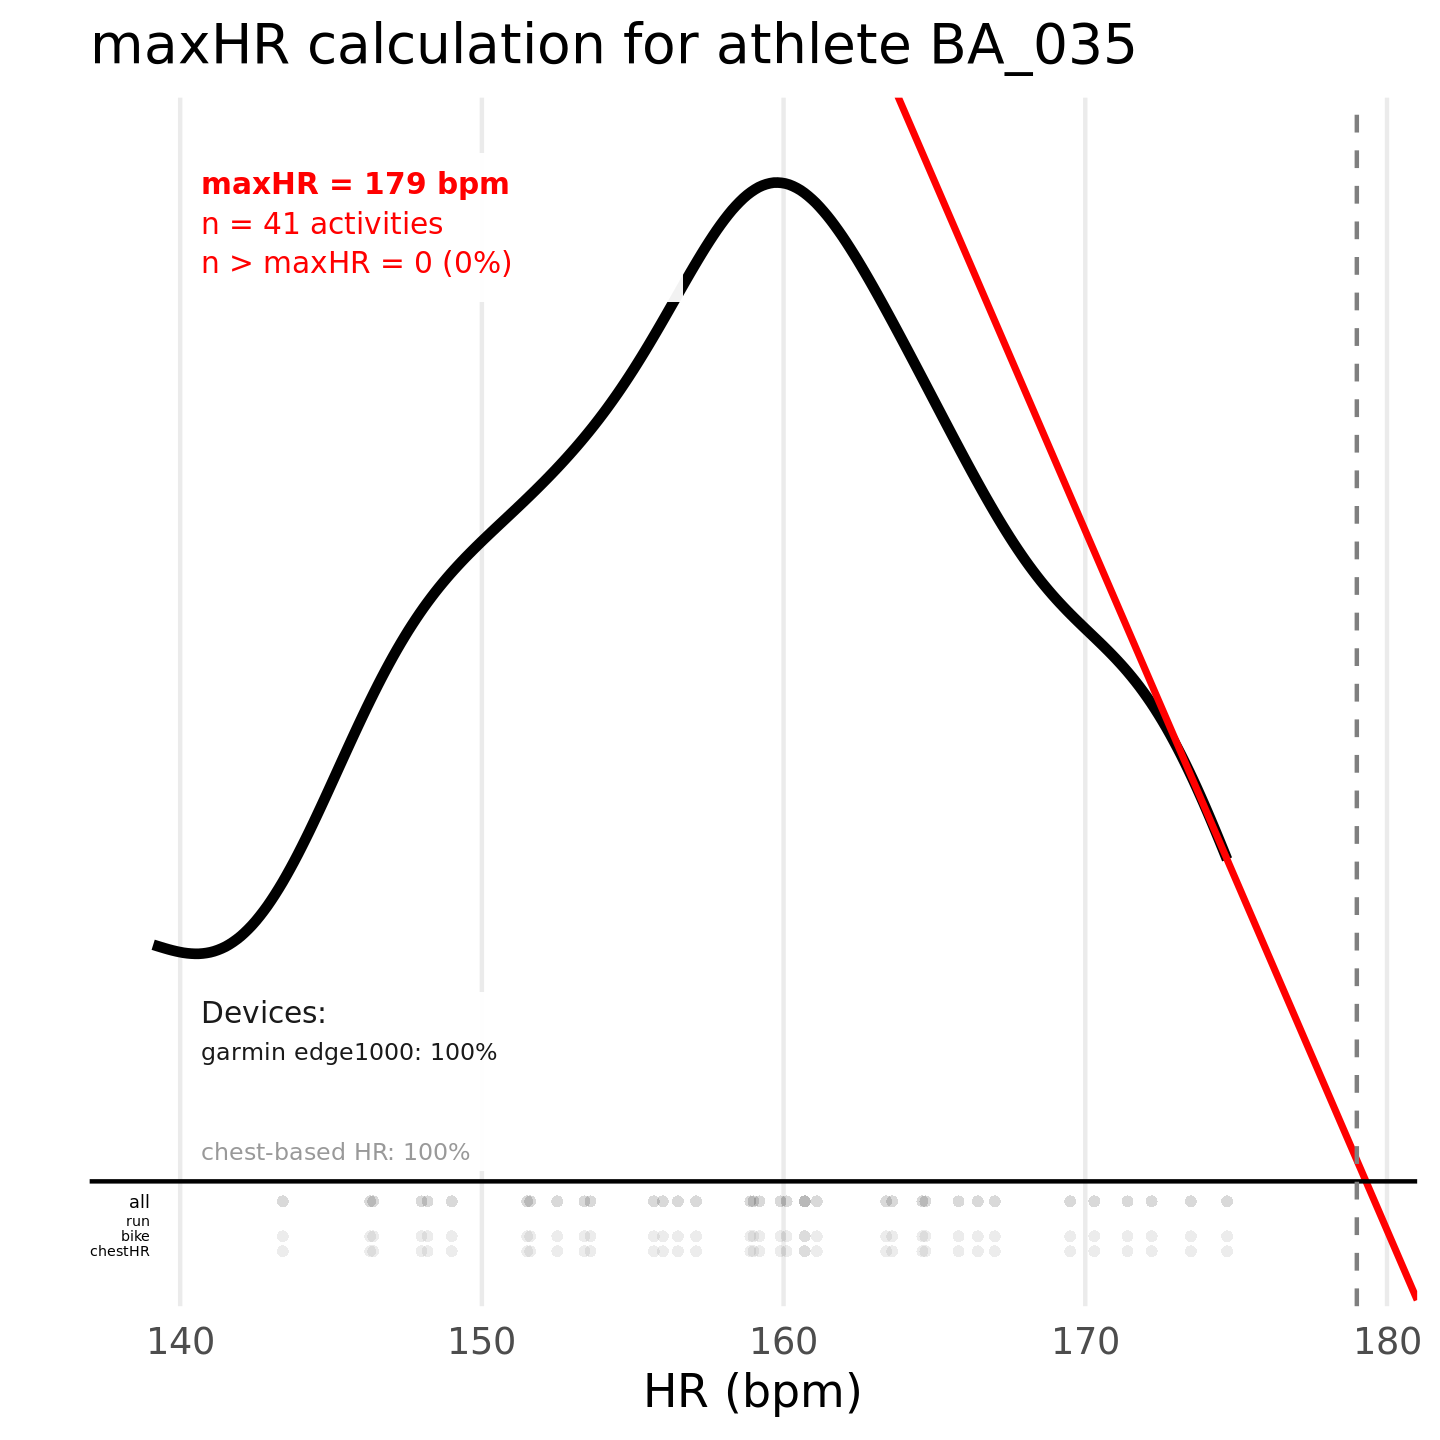 maxHR calculation for athlete BA_035
maxHR = 179 bpm
n = 41 activities
n > maxHR = 0 (0%)
Devices:
garmin edge1000: 100%
chest-based HR: 100%
all
run
bike
chestHR
140 150 160 170 180
HR (bpm)